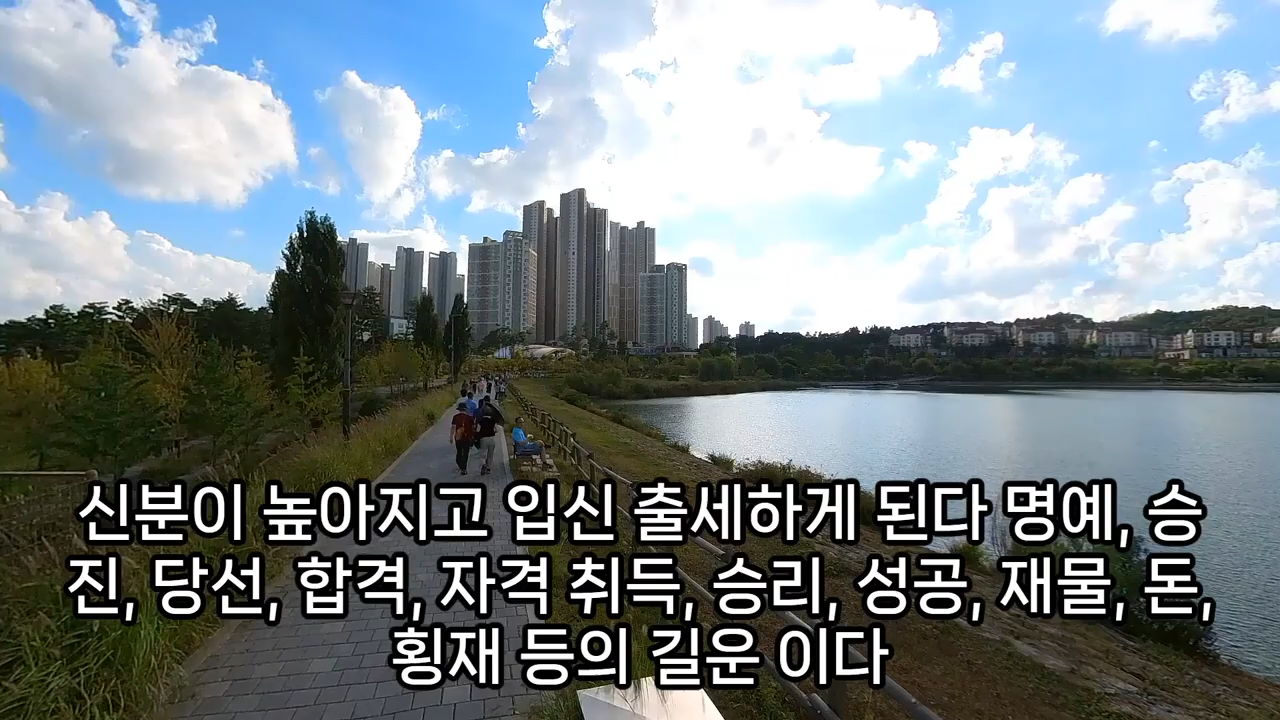 신분이 높아지고 입신 출세하게 된다 명예, 승
진, 당선, 합격, 자격 취득, 승리, 성공, 재물, 돈,
횡재 등의 길운 이다